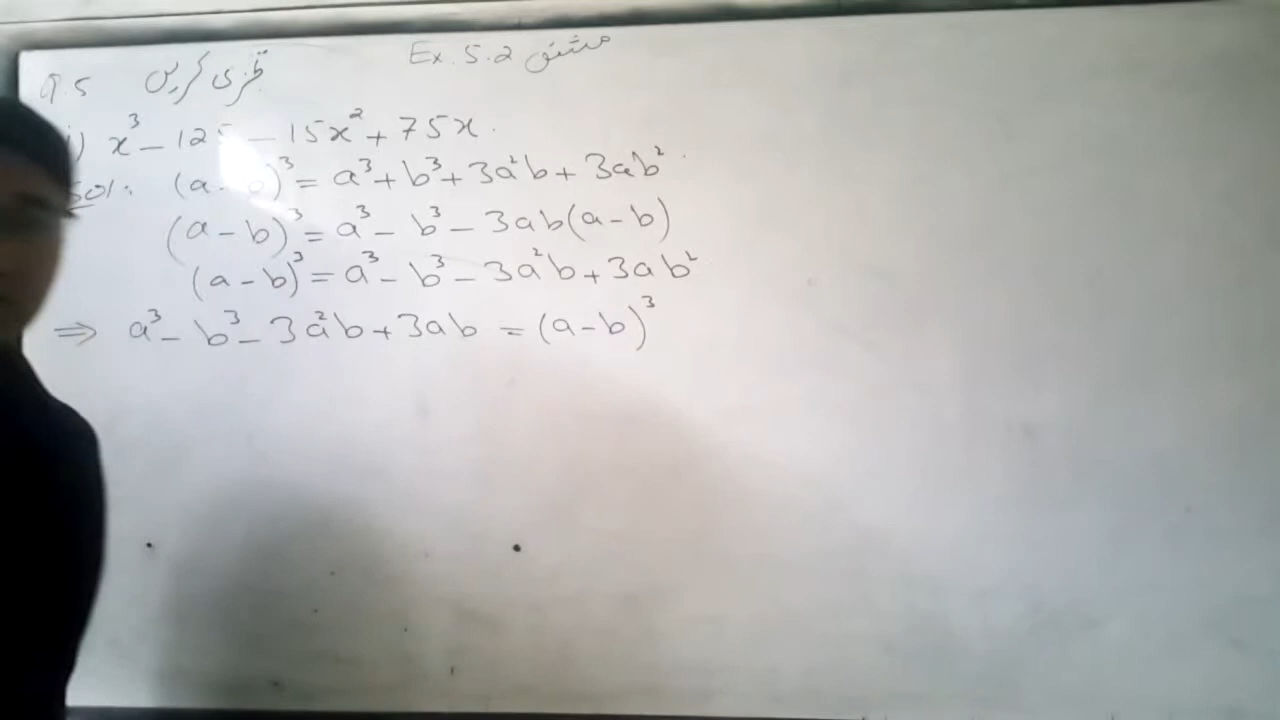 Ex. 5.2 مشق
Q.5 تجزی کریں
i) x³ - 125 - 15x² + 75x.
Sol: (a - b)³ = a³ + b³ + 3a²b + 3ab²
(a - b)³ = a³ - b³ - 3ab(a - b)
(a - b)³ = a³ - b³ - 3a²b + 3ab²
⇒ a³ - b³ - 3a²b + 3ab = (a - b)³